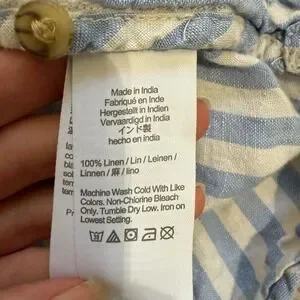 Made in India
Fabriqué en Inde
Hergestellt in Indien
Vervaardigd in India
インド製
hecho en India
100% Linen / Lin / Leinen /
Linnen / 麻 / lino
Machine Wash Cold With Like
Colors. Non-Chlorine Bleach
Only. Tumble Dry Low. Iron on
Lowest Setting.